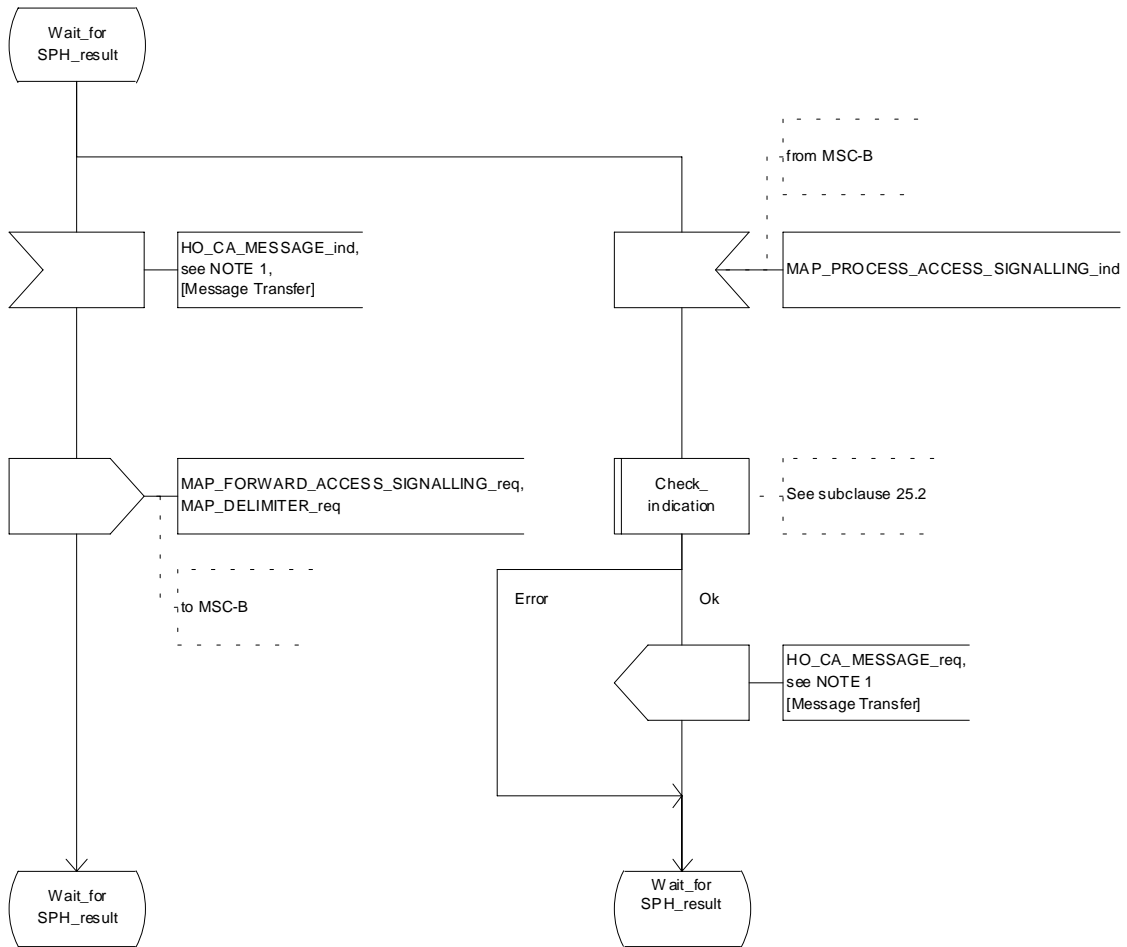 Wait_for
SPH_result
from MSC-B
HO_CA_MESSAGE_ind,
see NOTE 1,
[Message Transfer]
MAP_PROCESS_ACCESS_SIGNALLING_ind
MAP_FORWARD_ACCESS_SIGNALLING_req,
MAP_DELIMITER_req
Check_
indication
See subclause 25.2
to MSC-B
Error
Ok
HO_CA_MESSAGE_req,
see NOTE 1
[Message Transfer]
Wait_for
SPH_result
Wait_for
SPH_result